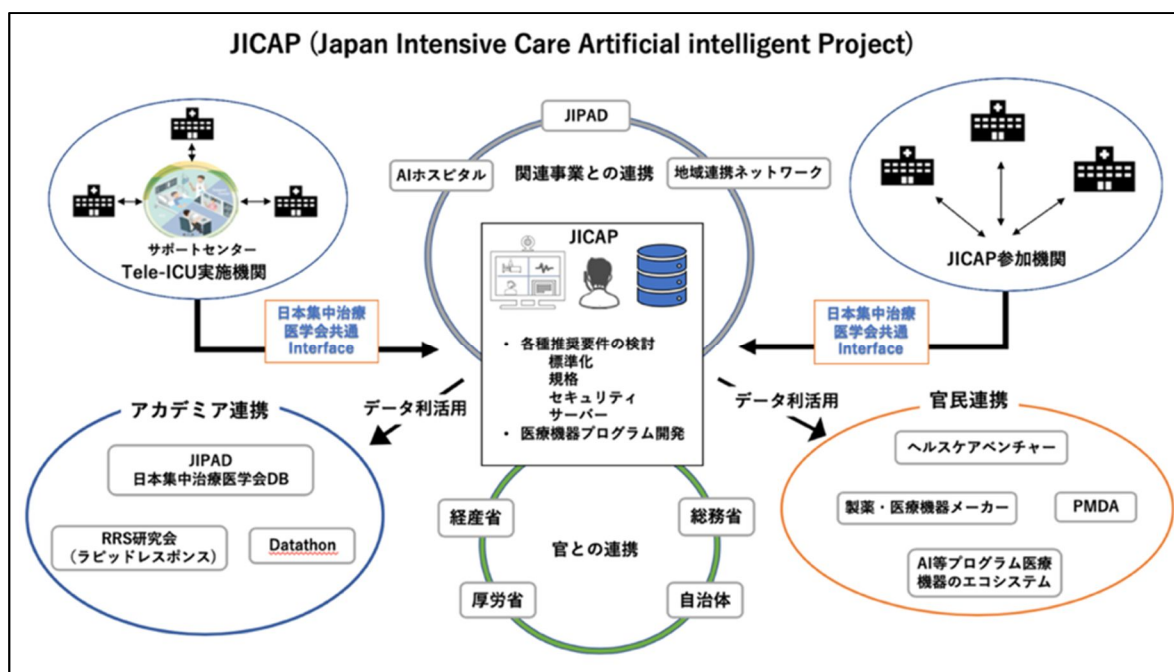 JICAP (Japan Intensive Care Artificial intelligent Project)
サポートセンター
Tele-ICU実施機関
JIPAD
AIホスピタル
関連事業との連携
地域連携ネットワーク
JICAP参加機関
日本集中治療
医学会共通
Interface
JICAP
・ 各種推奨要件の検討
標準化
規格
セキュリティ
サーバー
・ 医療機器プログラム開発
日本集中治療
医学会共通
Interface
データ利活用
データ利活用
アカデミア連携
JIPAD
日本集中治療医学会DB
RRS研究会
(ラピッドレスポンス)
Datathon
経産省
総務省
官との連携
厚労省
自治体
官民連携
ヘルスケアベンチャー
製薬・医療機器メーカー
PMDA
AI等プログラム医療
機器のエコシステム